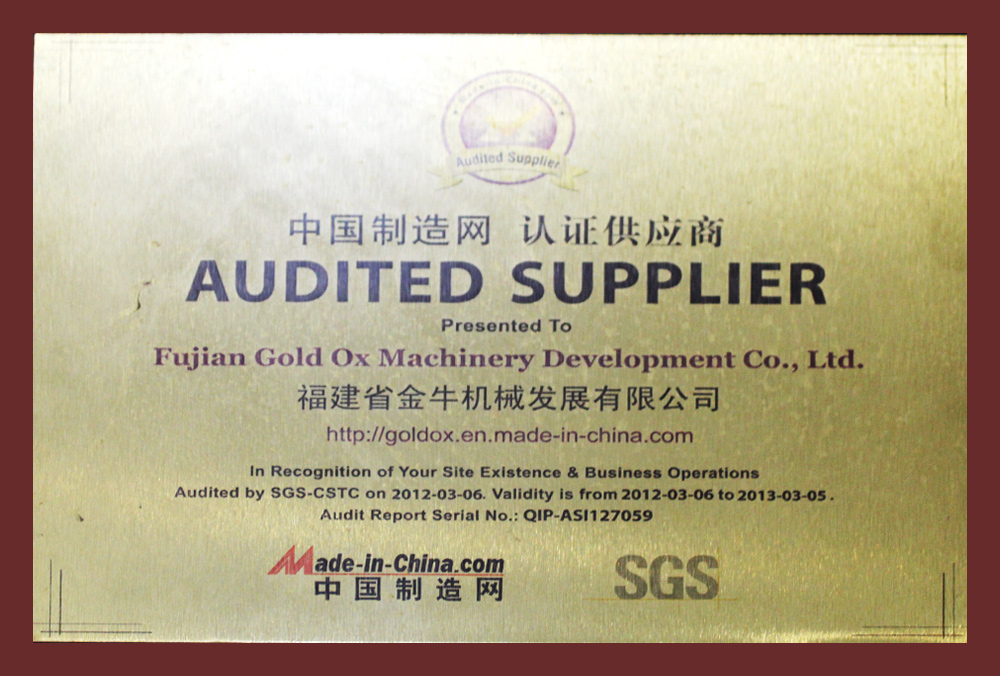 Made-in-China.com
Audited Supplier
中国制造网 认证供应商
AUDITED SUPPLIER
Presented To
Fujian Gold Ox Machinery Development Co., Ltd.
福建省金牛机械发展有限公司
http://goldox.en.made-in-china.com
In Recognition of Your Site Existence & Business Operations
Audited by SGS-CSTC on 2012-03-06. Validity is from 2012-03-06 to 2013-03-05 .
Audit Report Serial No.: QIP-ASI127059
Made-in-China.com
中国制造网
SGS